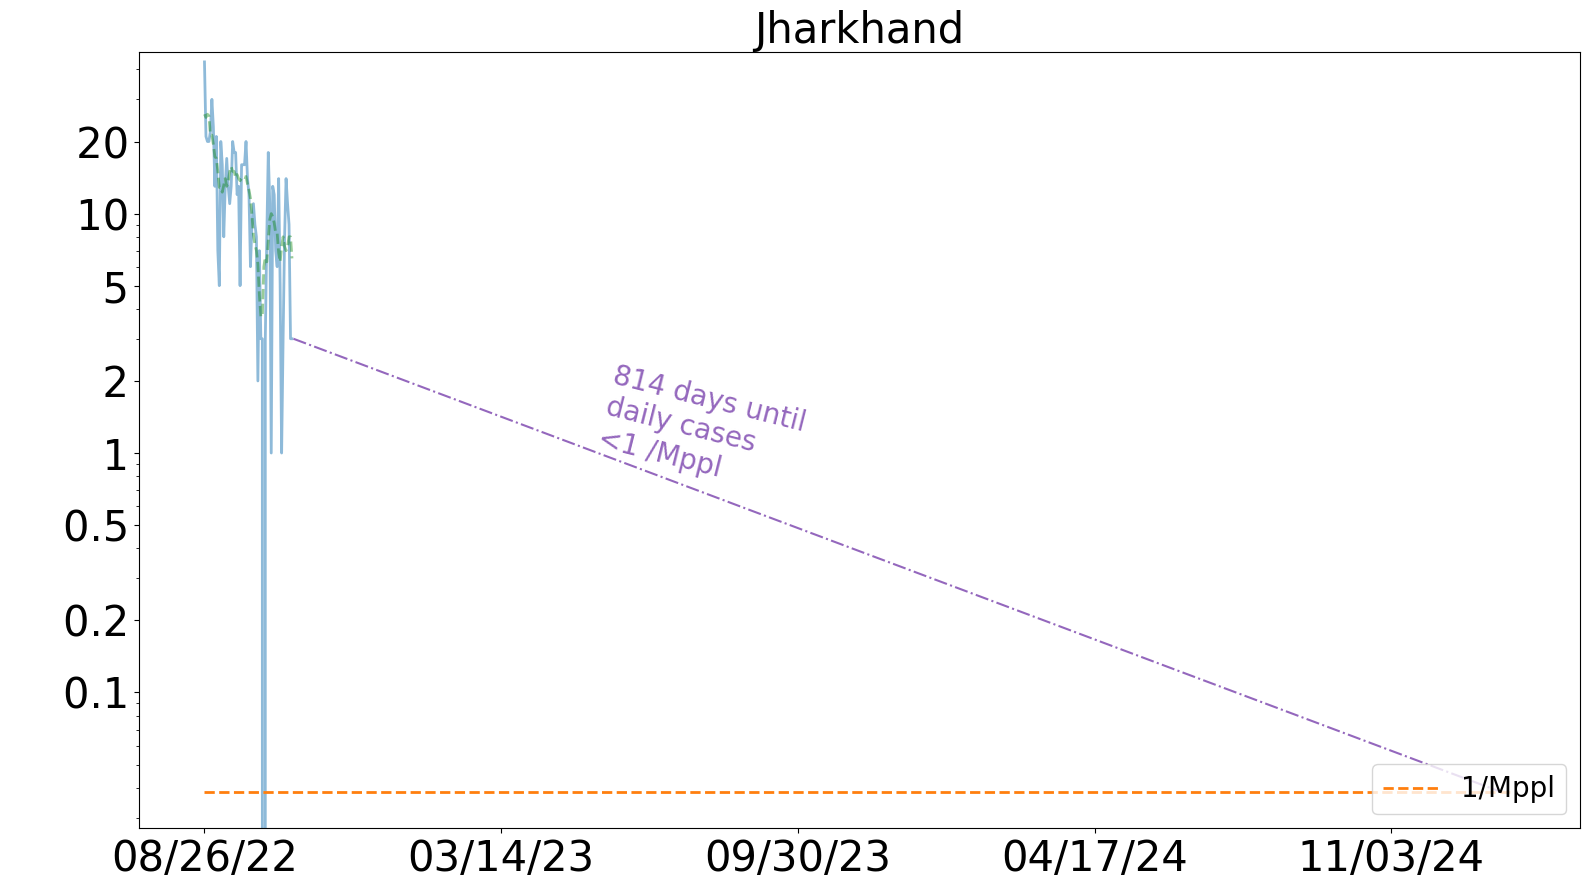 Jharkhand
20
10
5
2
1
0.5
0.2
0.1
814 days until
daily cases
<1 /Mppl
1/Mppl
08/26/22
03/14/23
09/30/23
04/17/24
11/03/24